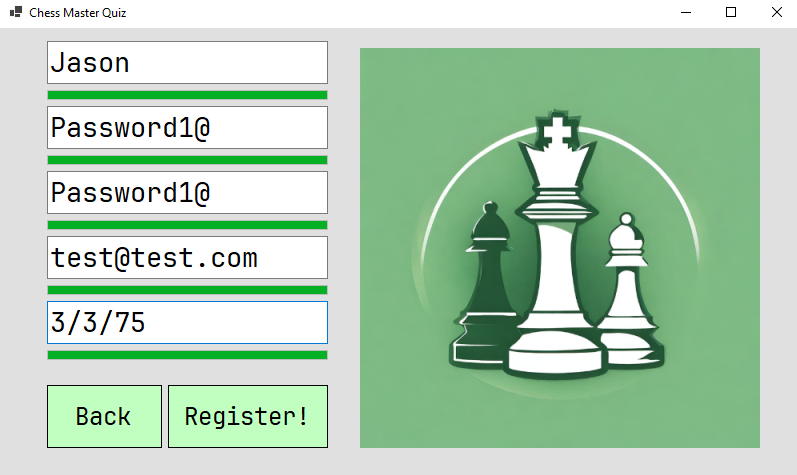 Chess Master Quiz
Jason
Password1@
Password1@
test@test.com
3/3/75
Back
Register!